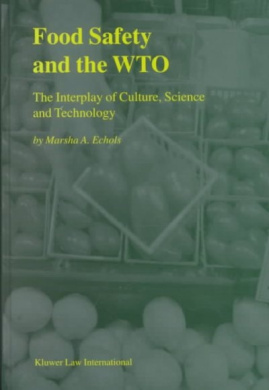 Food Safety
and the WTO
The Interplay of Culture, Science
and Technology
by Marsha A. Echols
Kluwer Law International